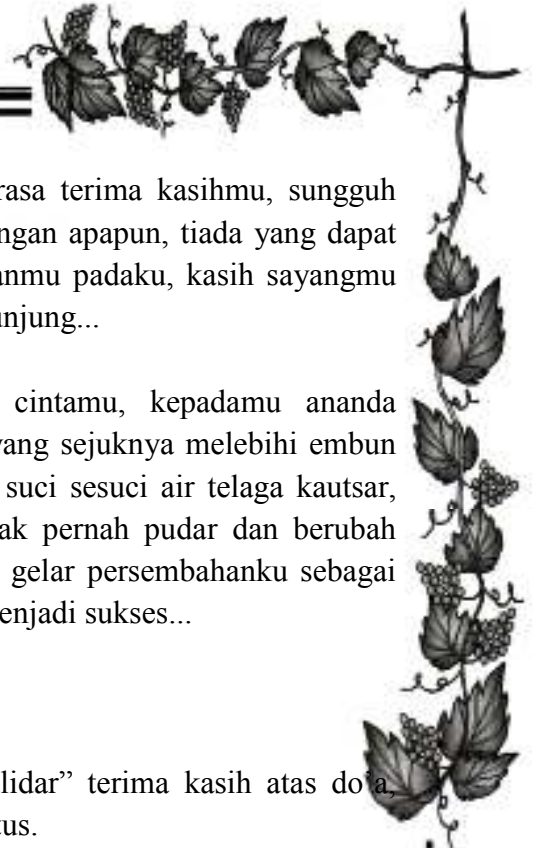 rasa terima kasihmu, sungguh
ngan apapun, tiada yang dapat
anmu padaku, kasih sayangmu
unjung...
cintamu, kepadamu ananda
yang sejuknya melebihi embun
suci sesuci air telaga kautsar,
ak pernah pudar dan berubah
gelar persembahanku sebagai
enjadi sukses...
lidar” terima kasih atas do’a,
tus.